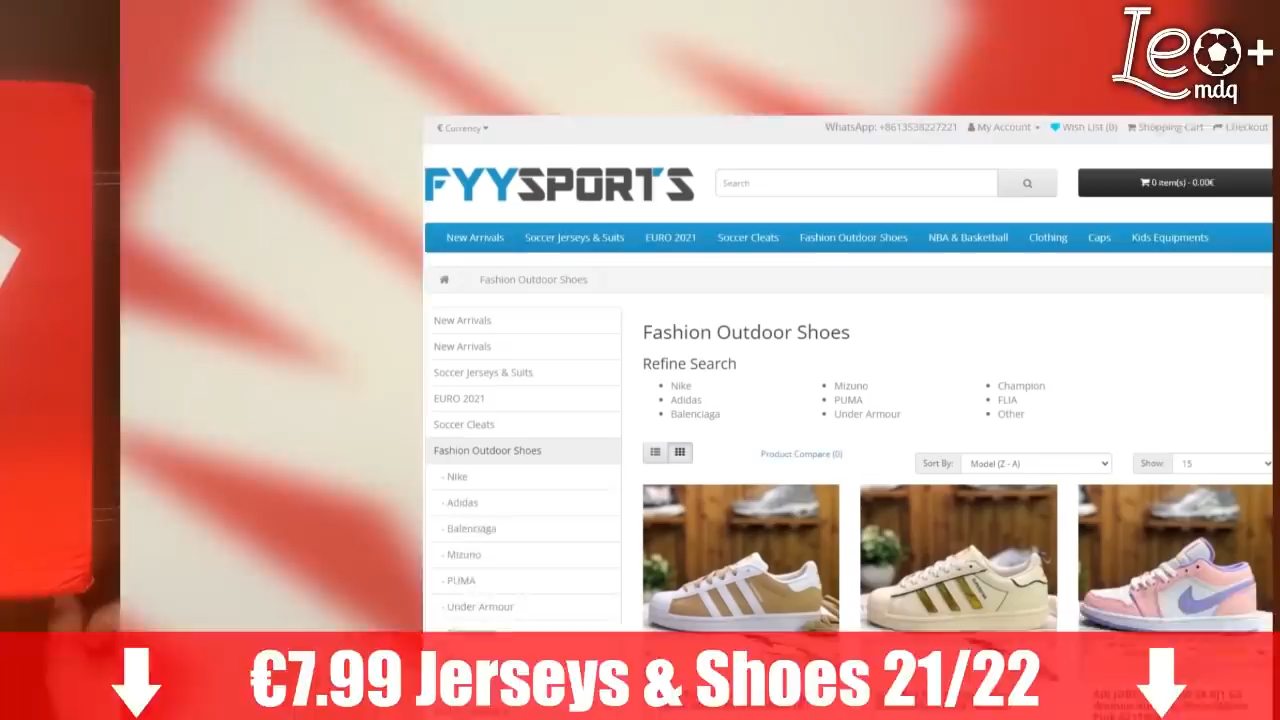 Leo+
mdq
€ Currency
WhatsApp: +8613538227221 My Account Wish List (0) Shopping Cart Checkout
FYYSPORTS
Search
0 item(s) - 0.00€
New Arrivals Soccer Jerseys & Suits EURO 2021 Soccer Cleats Fashion Outdoor Shoes NBA & Basketball Clothing Caps Kids Equipments
Fashion Outdoor Shoes
New Arrivals
New Arrivals
Soccer Jerseys & Suits
EURO 2021
Soccer Cleats
Fashion Outdoor Shoes
- Nike
- Adidas
- Balenciaga
- Mizuno
- PUMA
- Under Armour
Fashion Outdoor Shoes
Refine Search
Nike
Adidas
Balenciaga
Mizuno
PUMA
Under Armour
Champion
FLIA
Other
Product Compare (0)
Sort By: Model (Z - A)
Show: 15
€7.99 Jerseys & Shoes 21/22